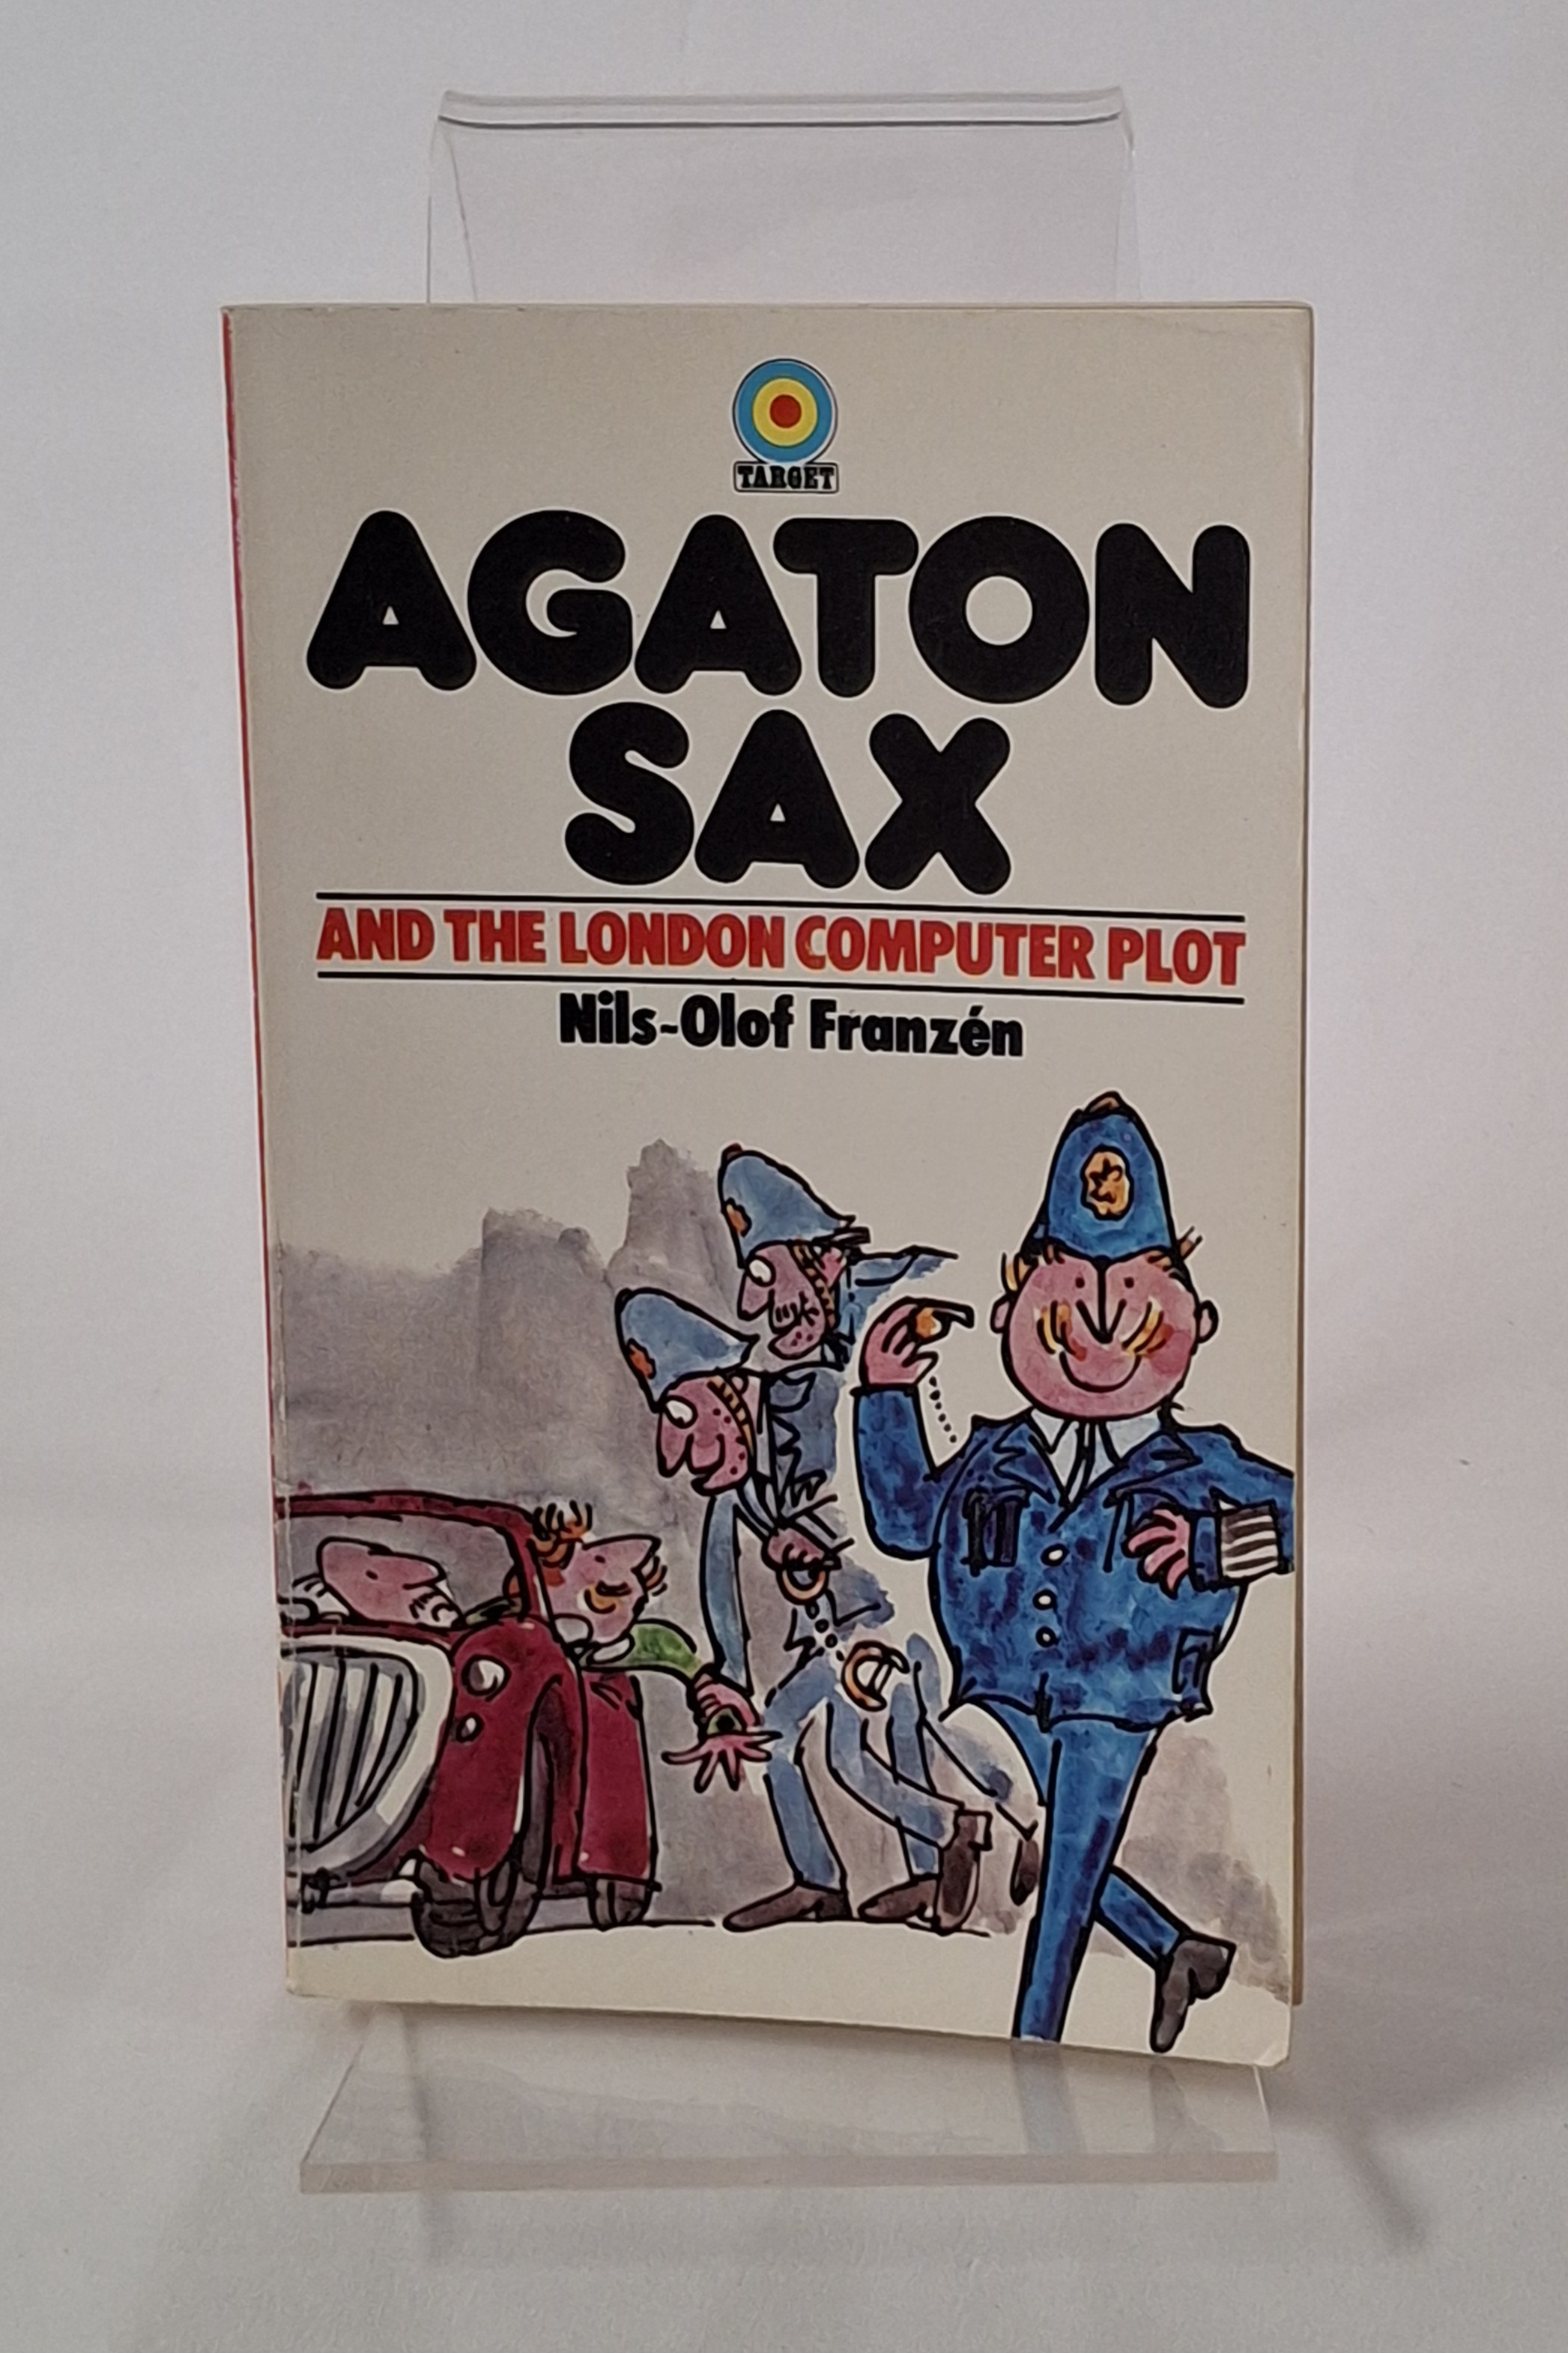 TARGET
AGATON
SAX
AND THE LONDON COMPUTER PLOT
Nils-Olof Franzén